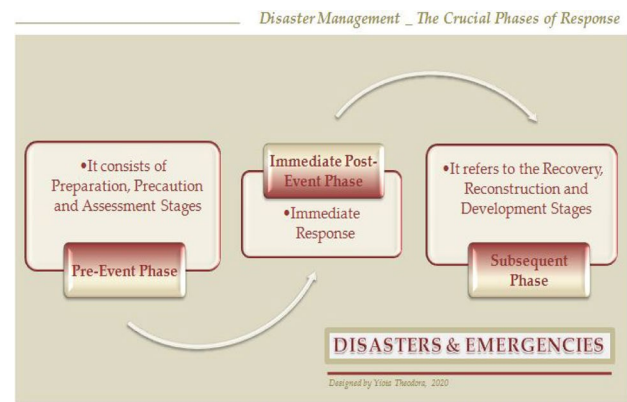 Disaster Management _ The Crucial Phases of Response
•It consists of
Preparation, Precaution
and Assessment Stages
Pre-Event Phase
Immediate Post-
Event Phase
•Immediate
Response
•It refers to the Recovery,
Reconstruction and
Development Stages
Subsequent
Phase
DISASTERS & EMERGENCIES
Designed by Yiota Theodora, 2020